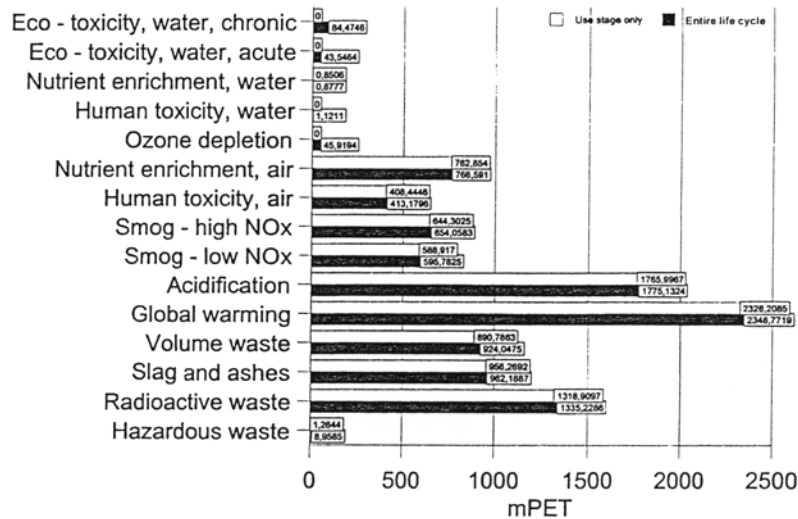 Use stage only Entire life cycle
Eco - toxicity, water, chronic 0 84,4746
Eco - toxicity, water, acute 0 43,5464
Nutrient enrichment, water 0,8506 0,8777
Human toxicity, water 0 1,1211
Ozone depletion 0 45,9194
Nutrient enrichment, air 762,854 766,591
Human toxicity, air 408,4448 413,1796
Smog - high NOx 644,3025 654,0583
Smog - low NOx 588,917 595,7825
Acidification 1765,9967 1775,1324
Global warming 2326,2085 2348,7719
Volume waste 890,7863 924,0475
Slag and ashes 956,2692 962,1887
Radioactive waste 1318,9097 1335,2286
Hazardous waste 1,2644 8,9585
0 500 1000 1500 2000 2500
mPET